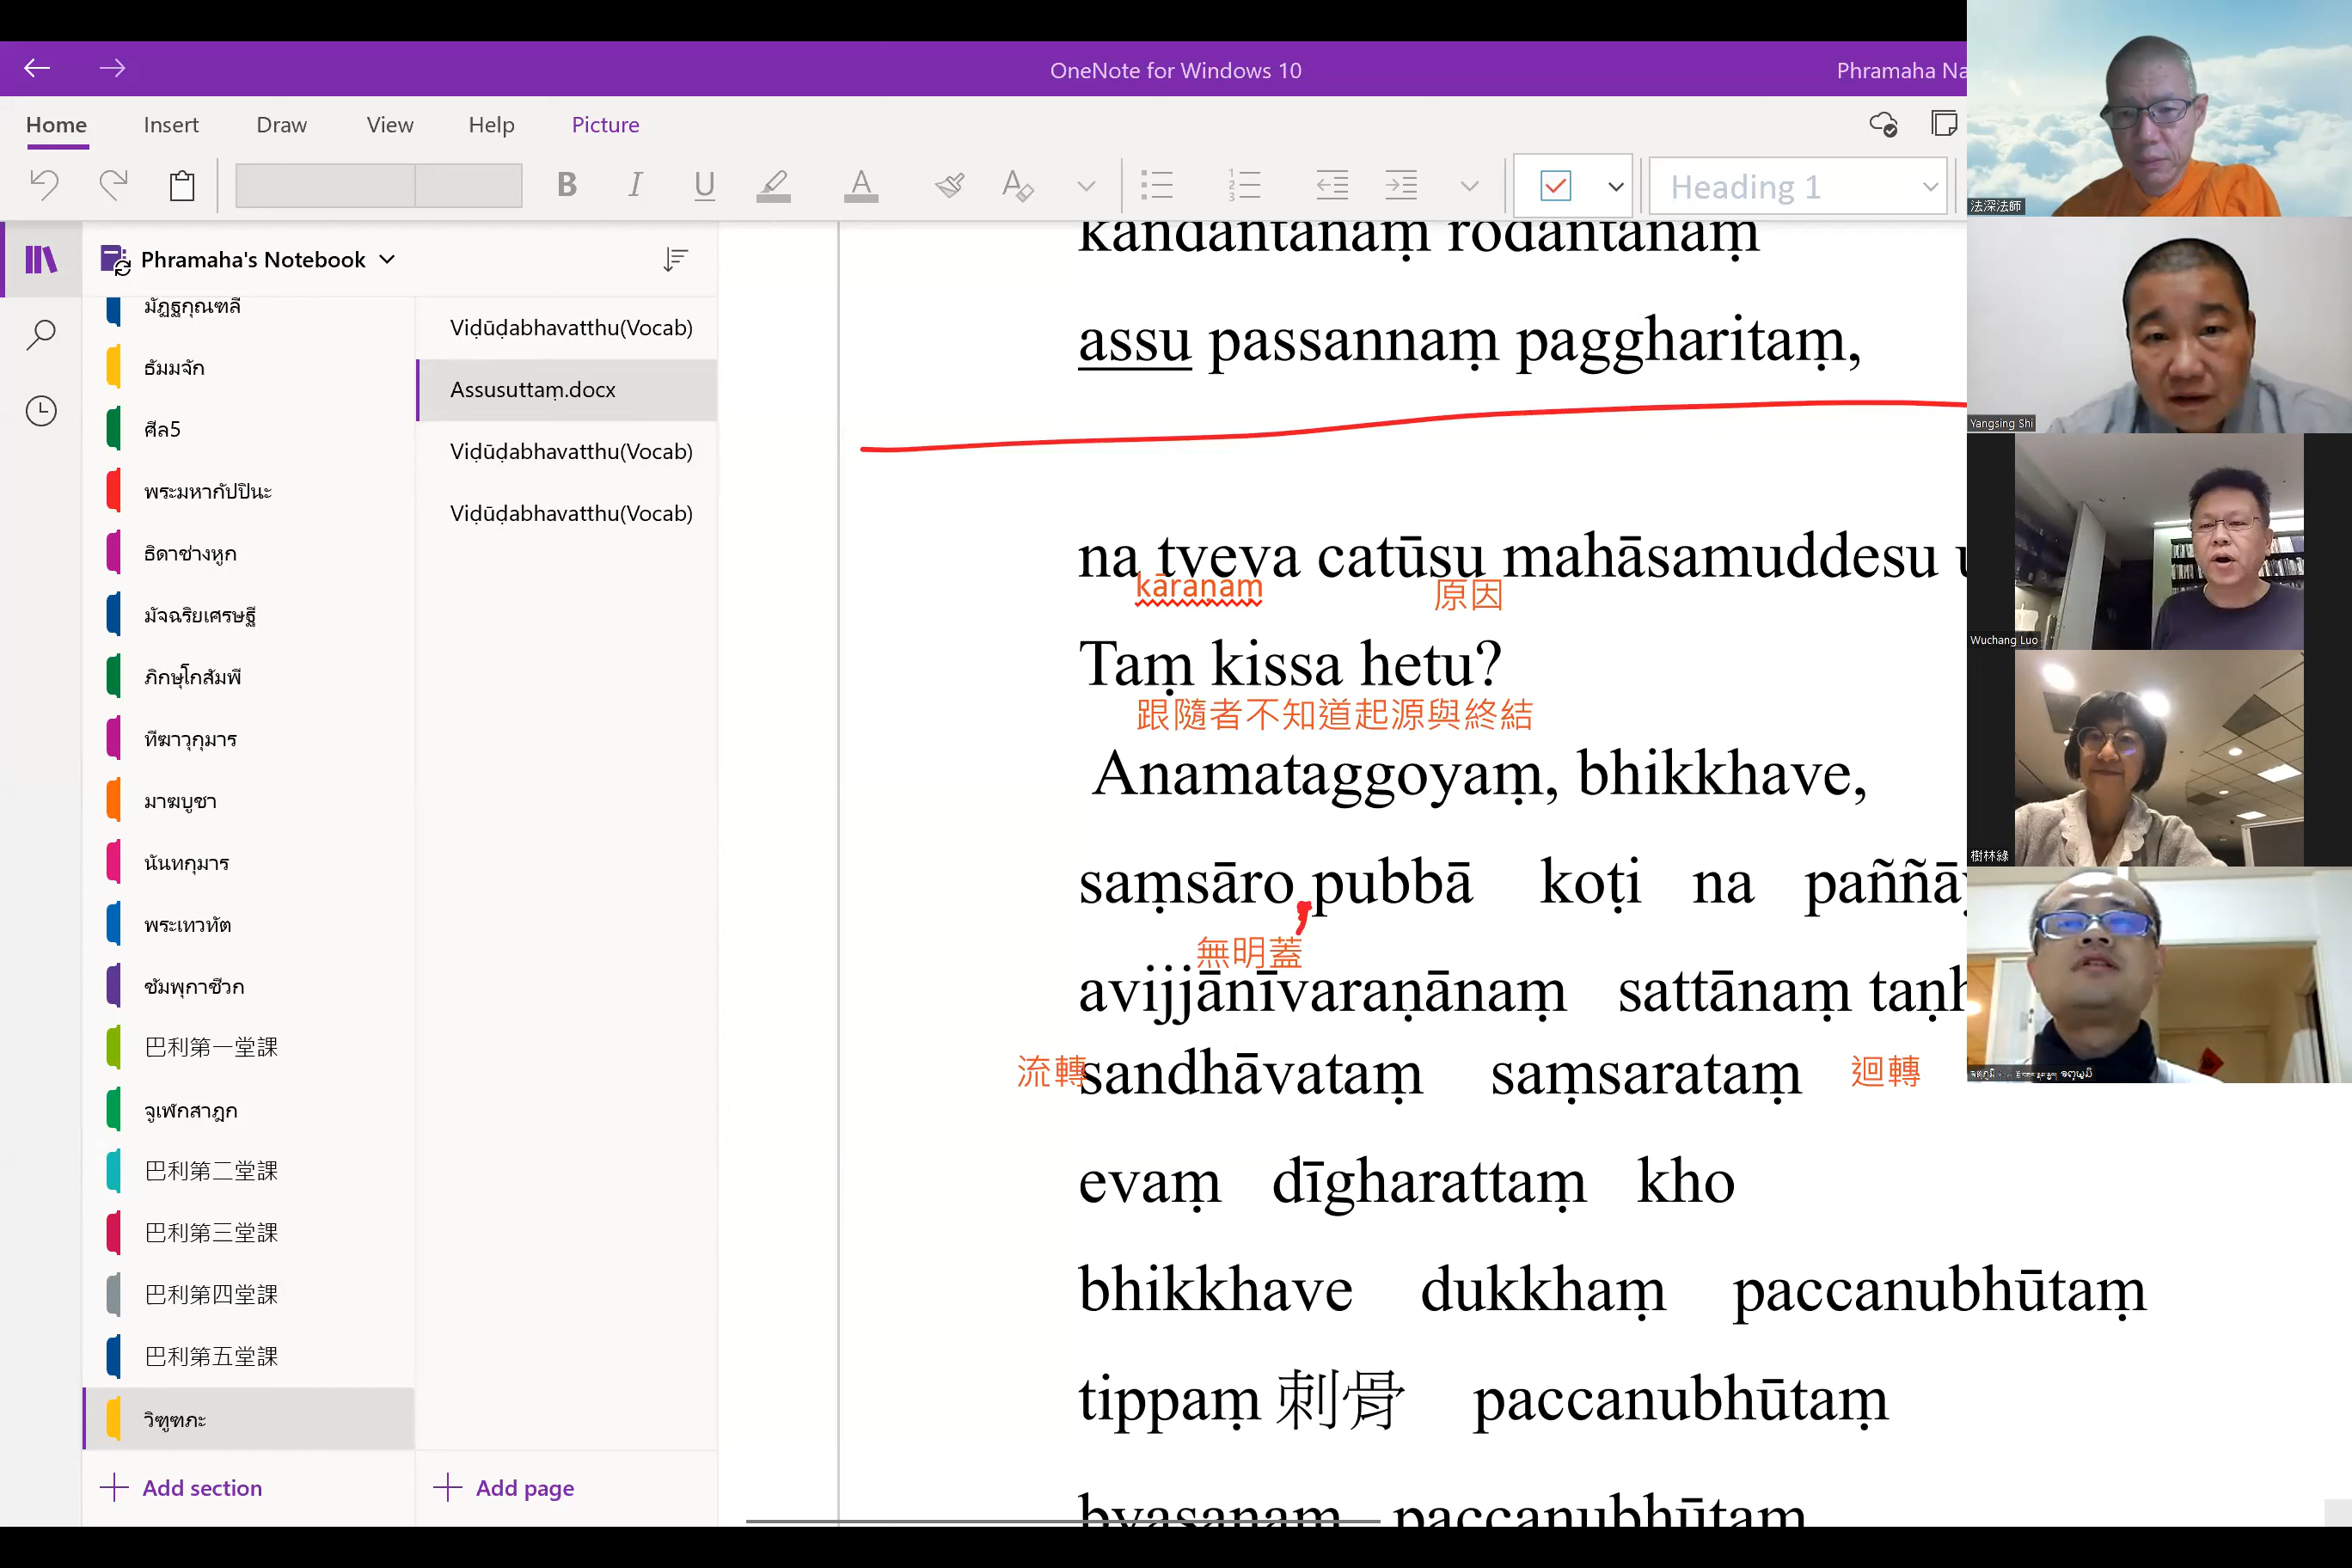 OneNote for Windows 10
Phramaha Na
Home Insert Draw View Help Picture
Heading 1
Phramaha's Notebook
มัฏฐกุณฑลี
ธัมมจัก
ศีล5
พระมหากัปปินะ
ธิดาช่างหูก
มัจฉริยเศรษฐี
ภิกษุโกสัมพี
ทีฆาวุกุมาร
มาฆบูชา
นันทกุมาร
พระเทวทัต
ชัมพุกาชีวก
巴利第一堂課
จูเฬกสาฎก
巴利第二堂課
巴利第三堂課
巴利第四堂課
巴利第五堂課
วิฑูฑภะ
Add section
Viḍūḍabhavatthu(Vocab)
Assusuttaṃ.docx
Viḍūḍabhavatthu(Vocab)
Viḍūḍabhavatthu(Vocab)
Add page
kandantānaṃ rodantānaṃ
assu passannaṃ paggharitaṃ,
na tveva catūsu mahāsamuddesu
kāraṇaṃ 原因
Taṃ kissa hetu?
跟隨者不知道起源與終結
Anamataggoyaṃ, bhikkhave,
saṃsāro, pubbā koṭi na paññāy
無明蓋
avijjānīvaraṇānaṃ sattānaṃ taṇh
流轉 sandhāvataṃ saṃsarataṃ 迴轉
evaṃ dīgharattaṃ kho
bhikkhave dukkhaṃ paccanubhūtaṃ
tippaṃ 刺骨 paccanubhūtaṃ
byasanaṃ paccanubhūtaṃ
法深法師
Yangsing Shi
Wuchang Luo
樹林綠